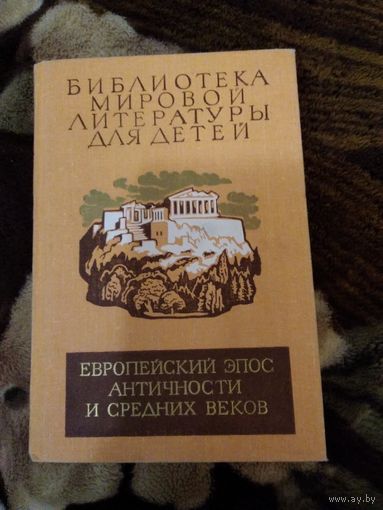 БИБЛИОТЕКА
МИРОВОЙ
ЛИТЕРАТУРЫ
ДЛЯ ДЕТЕЙ
ЕВРОПЕЙСКИЙ ЭПОС
АНТИЧНОСТИ
И СРЕДНИХ ВЕКОВ
www.ay.by